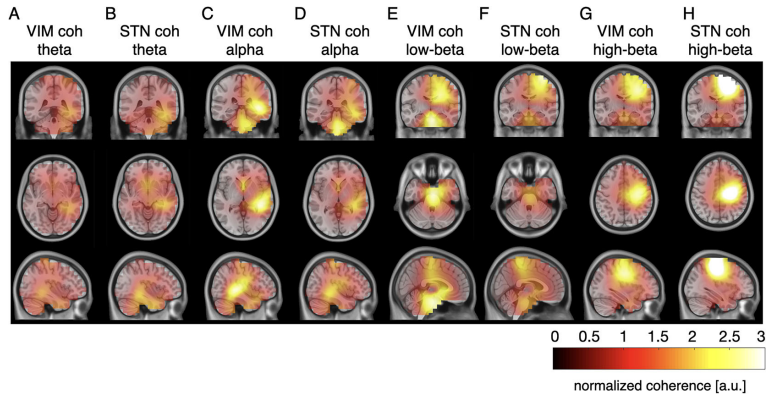 A B C D E F G H
VIM coh STN coh VIM coh STN coh VIM coh STN coh VIM coh STN coh
theta theta alpha alpha low-beta low-beta high-beta high-beta
0 0.5 1 1.5 2 2.5 3
normalized coherence [a.u.]